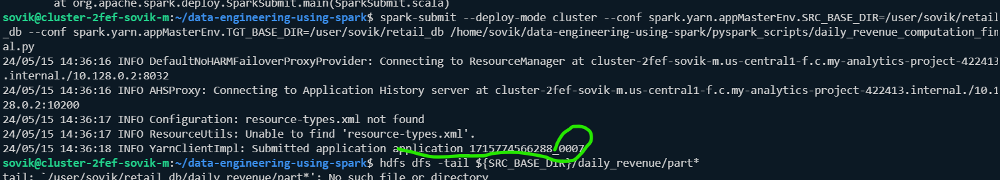 at org.apache.spark.deploy.SparkSubmit.main(SparkSubmit.scala)
sovik@cluster-2fef-sovik-m:~/data-engineering-using-spark$ spark-submit --deploy-mode cluster --conf spark.yarn.appMasterEnv.SRC_BASE_DIR=/user/sovik/retail
_db --conf spark.yarn.appMasterEnv.TGT_BASE_DIR=/user/sovik/retail_db /home/sovik/data-engineering-using-spark/pyspark_scripts/daily_revenue_computation_fin
al.py
24/05/15 14:36:16 INFO DefaultNoHARMFailoverProxyProvider: Connecting to ResourceManager at cluster-2fef-sovik-m.us-central1-f.c.my-analytics-project-422413
.internal./10.128.0.2:8032
24/05/15 14:36:16 INFO AHSProxy: Connecting to Application History server at cluster-2fef-sovik-m.us-central1-f.c.my-analytics-project-422413.internal./10.1
28.0.2:10200
24/05/15 14:36:17 INFO Configuration: resource-types.xml not found
24/05/15 14:36:17 INFO ResourceUtils: Unable to find 'resource-types.xml'.
24/05/15 14:36:18 INFO YarnClientImpl: Submitted application application_1715774566288_0007
sovik@cluster-2fef-sovik-m:~/data-engineering-using-spark$ hdfs dfs -tail ${SRC_BASE_DIR}/daily_revenue/part*
tail: `/user/sovik/retail_db/daily_revenue/part*': No such file or directory